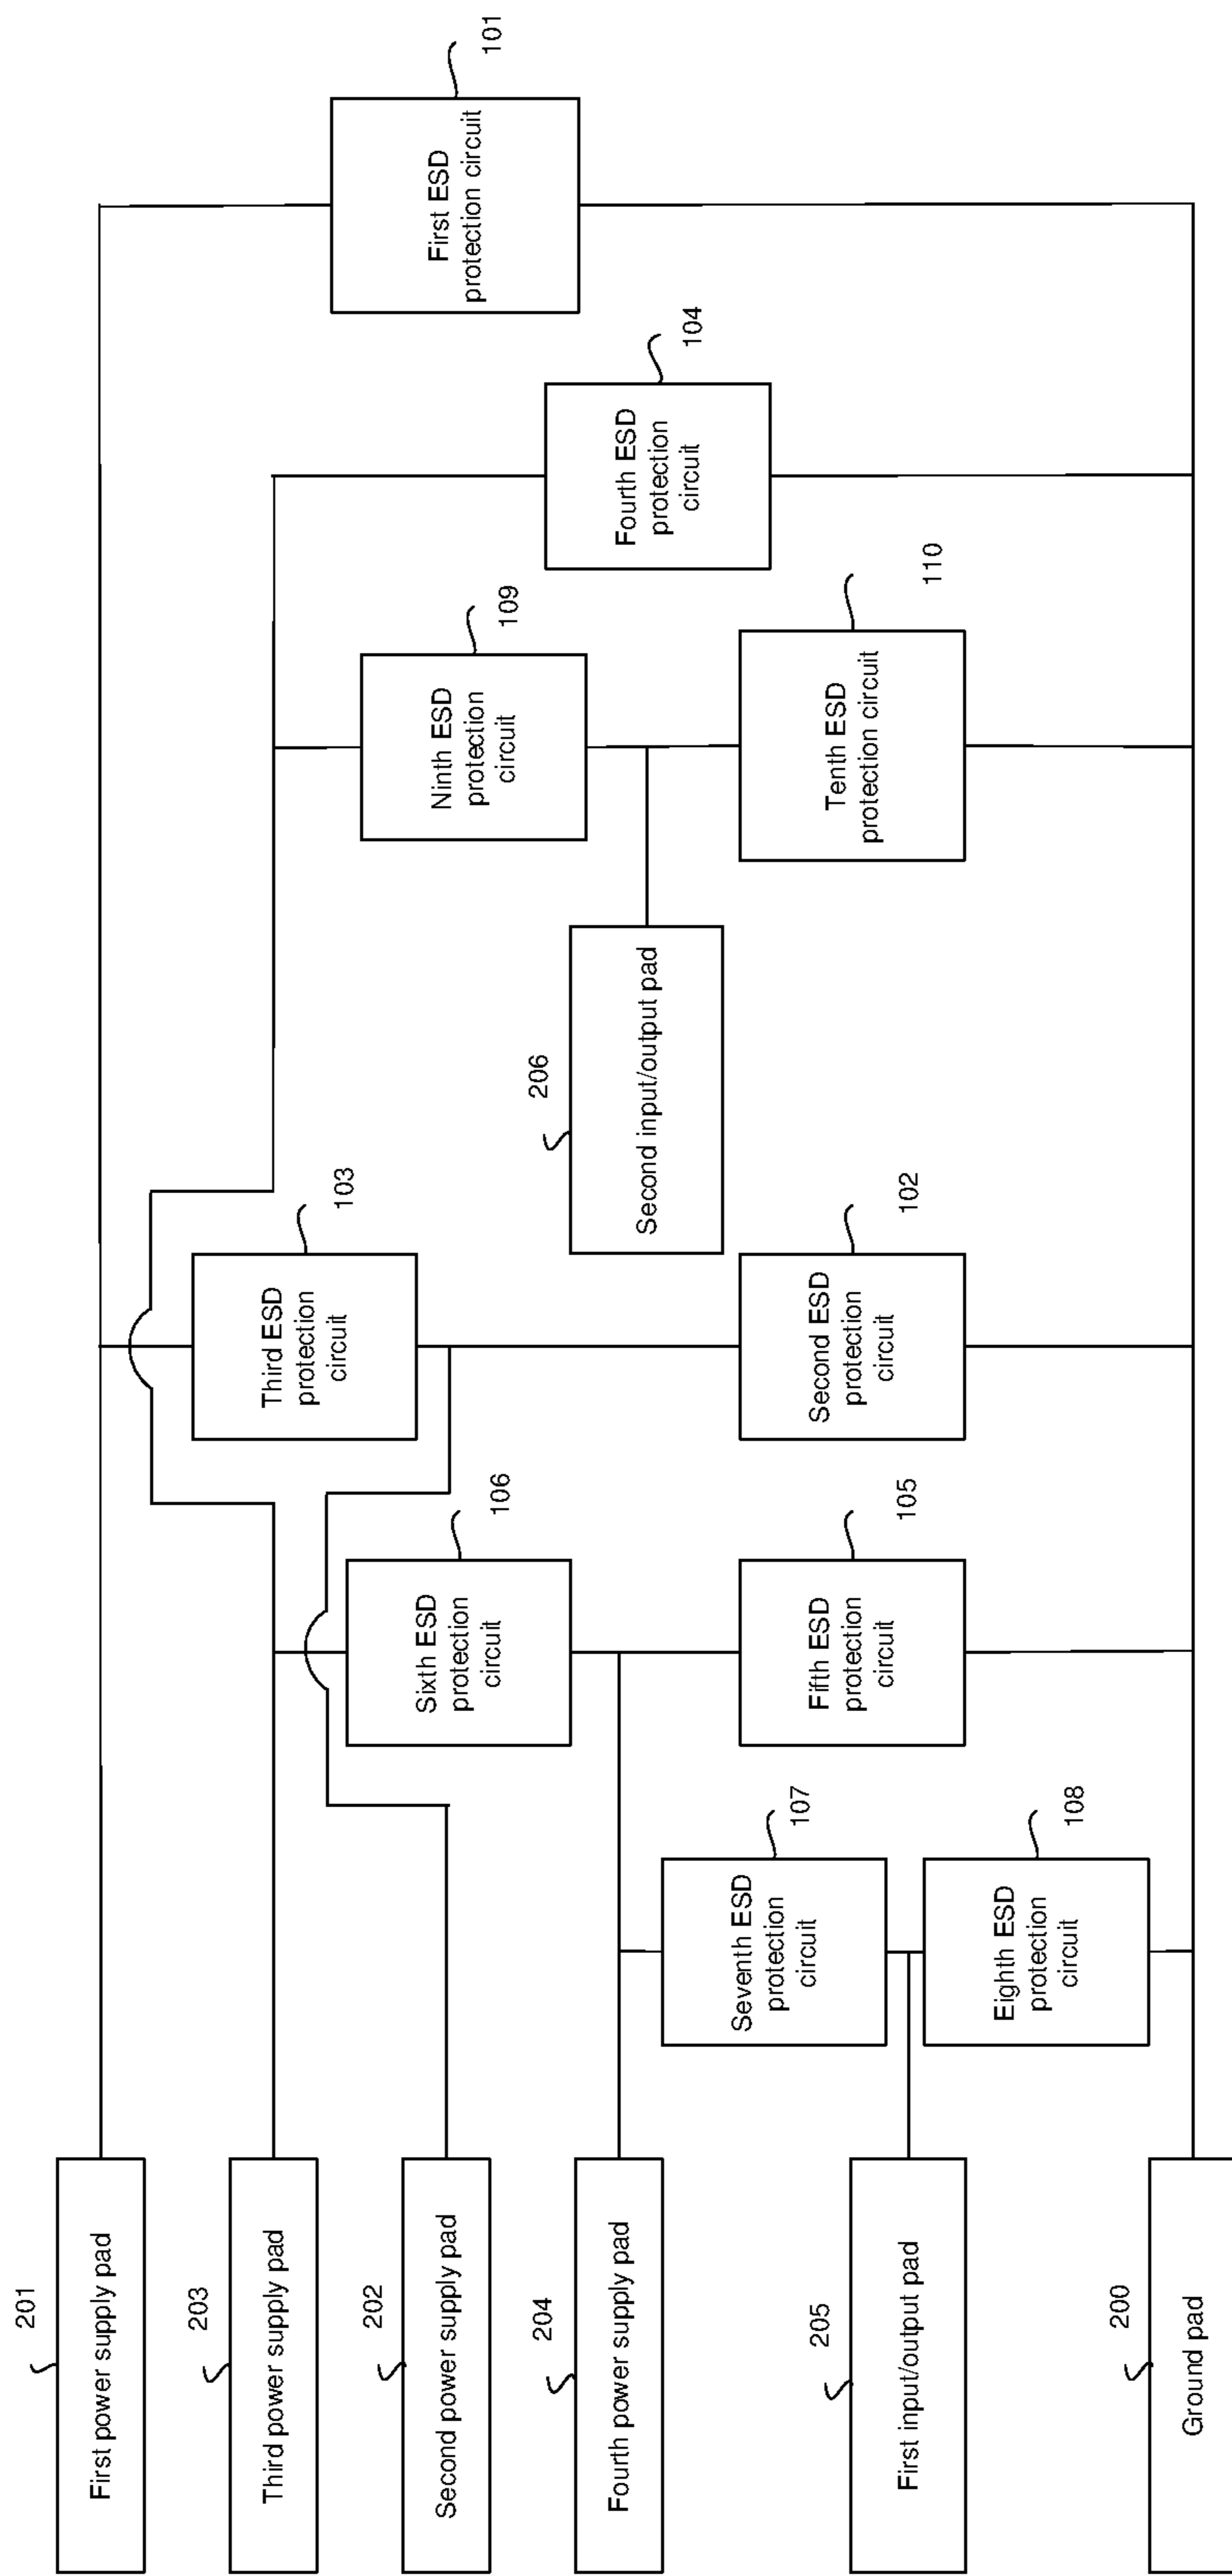 201
First power supply pad
203
Third power supply pad
202
Second power supply pad
204
Fourth power supply pad
205
First input/output pad
200
Ground pad
Seventh ESD
protection
circuit
107
Eighth ESD
protection
circuit
108
Sixth ESD
protection
circuit
106
Fifth ESD
protection
circuit
105
Third ESD
protection
circuit
103
Second ESD
protection
circuit
102
206
Second input/output pad
Ninth ESD
protection
circuit
109
Tenth ESD
protection circuit
110
Fourth ESD
protection
circuit
104
First ESD
protection circuit
101